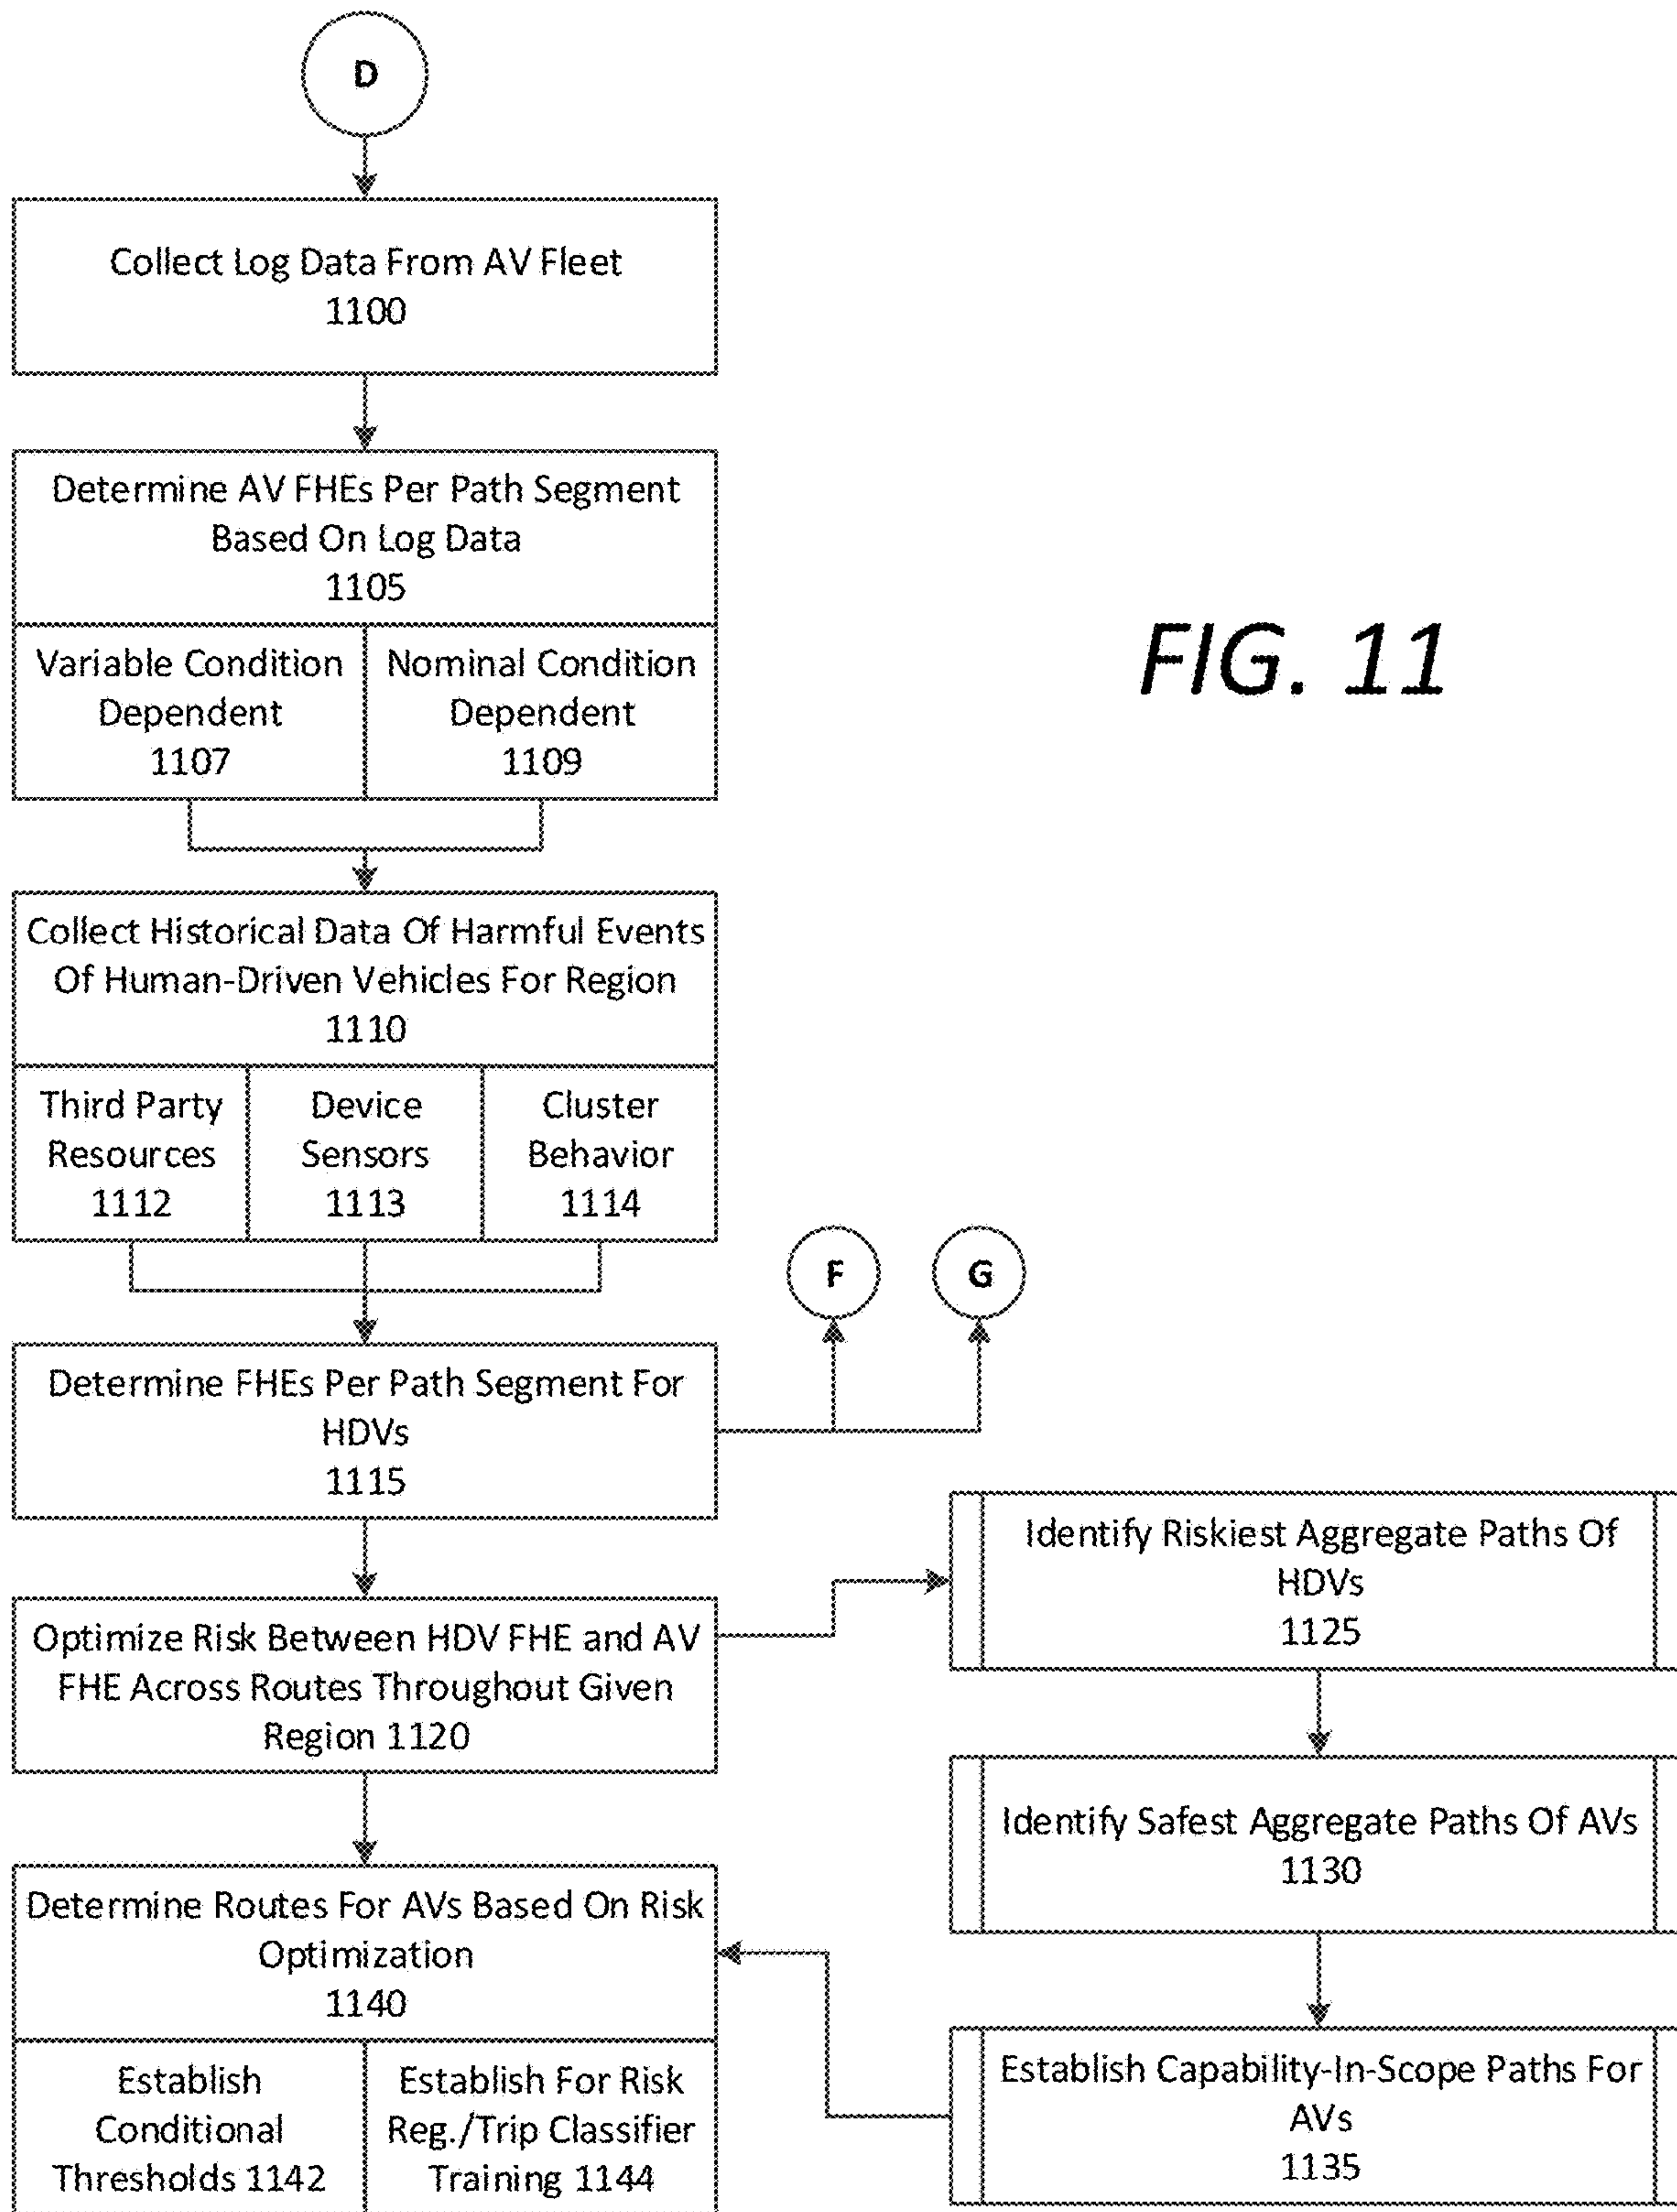 D
Collect Log Data From AV Fleet
1100
Determine AV FHEs Per Path Segment
Based On Log Data
1105
Variable Condition
Dependent
1107
Nominal Condition
Dependent
1109
FIG. 11
Collect Historical Data Of Harmful Events
Of Human-Driven Vehicles For Region
1110
Third Party
Resources
1112
Device
Sensors
1113
Cluster
Behavior
1114
F
G
Determine FHEs Per Path Segment For
HDVs
1115
Optimize Risk Between HDV FHE and AV
FHE Across Routes Throughout Given
Region 1120
Identify Riskiest Aggregate Paths Of
HDVs
1125
Identify Safest Aggregate Paths Of AVs
1130
Establish Capability-In-Scope Paths For
AVs
1135
Determine Routes For AVs Based On Risk
Optimization
1140
Establish
Conditional
Thresholds 1142
Establish For Risk
Reg./Trip Classifier
Training 1144